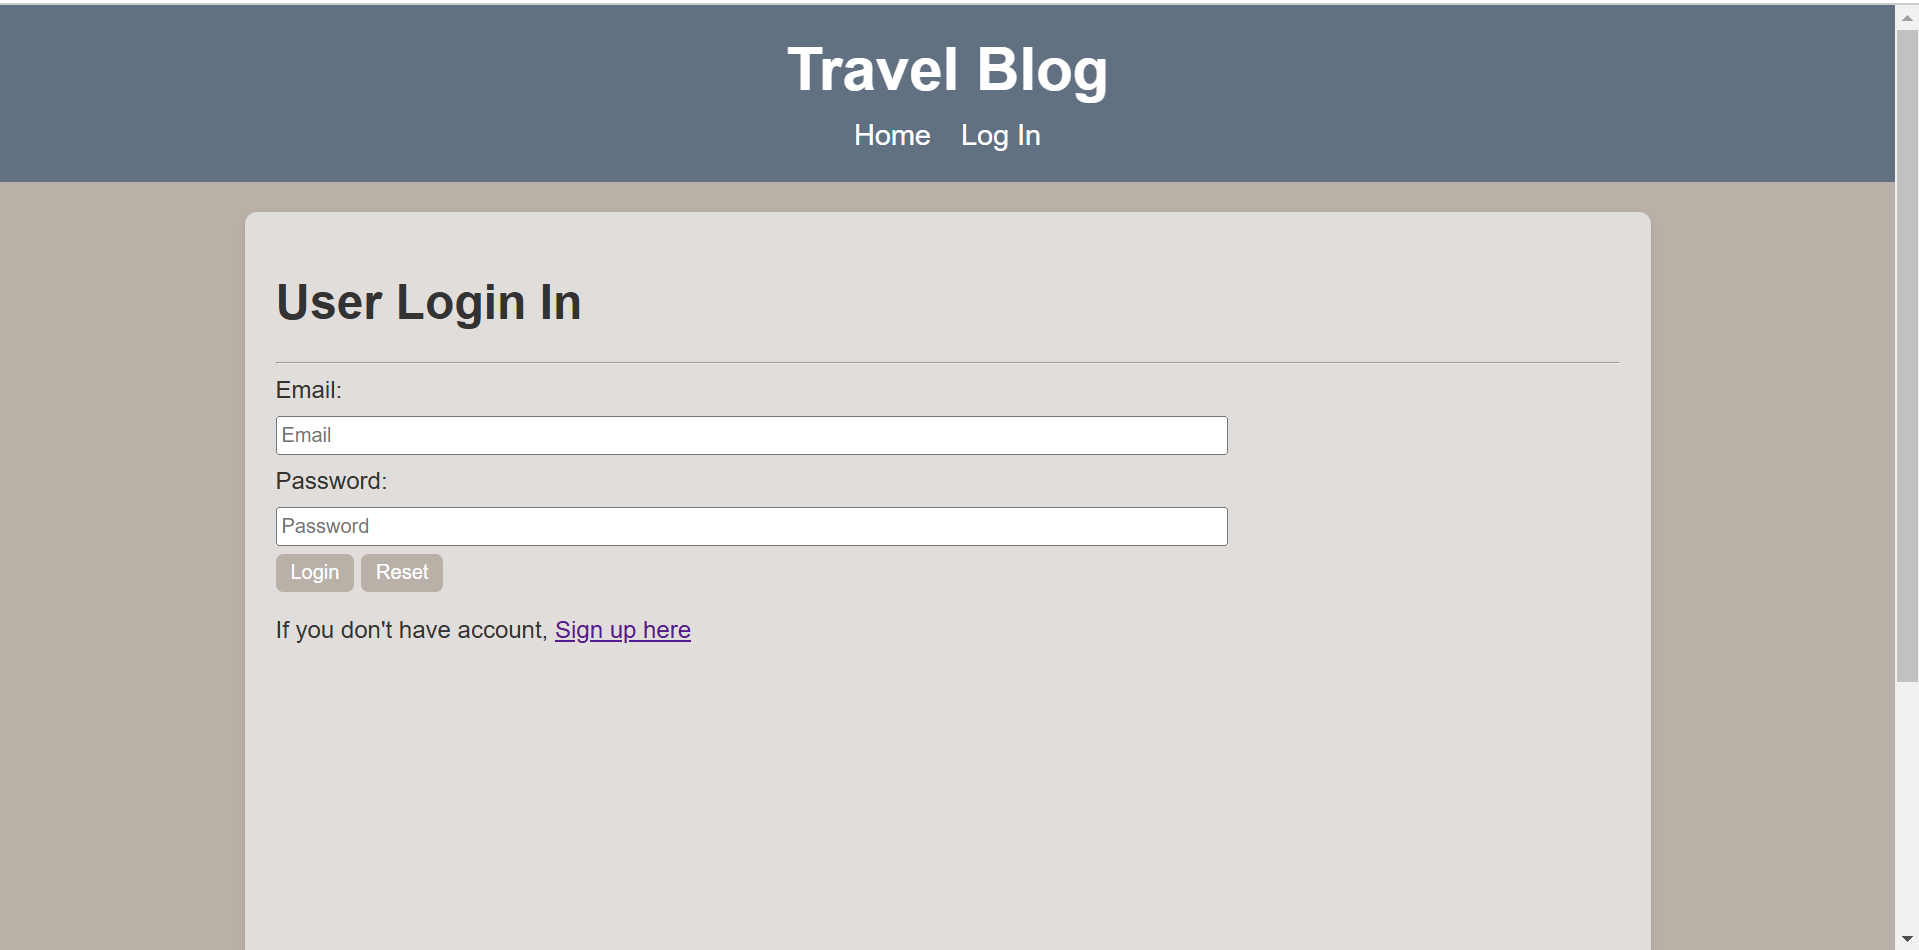 Travel Blog
Home Log In
User Login In
Email:
Email
Password:
Password
Login Reset
If you don't have account, Sign up here